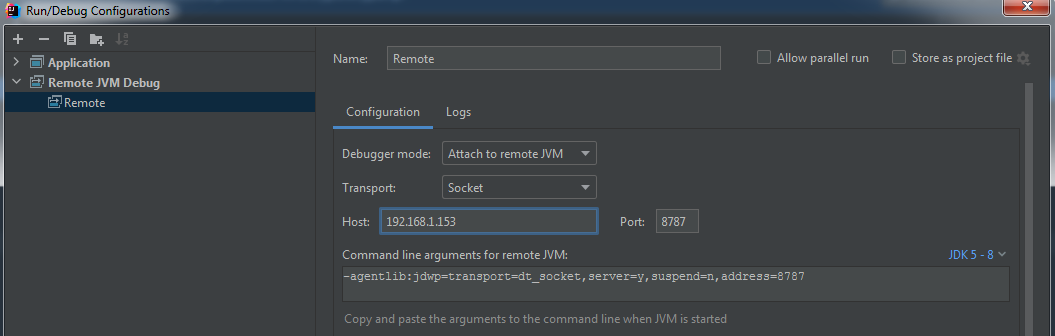 Run/Debug Configurations
Application
Remote JVM Debug
Remote
Name: Remote
Allow parallel run
Store as project file
Configuration Logs
Debugger mode: Attach to remote JVM
Transport: Socket
Host: 192.168.1.153 Port: 8787
Command line arguments for remote JVM: JDK 5 - 8
-agentlib:jdwp=transport=dt_socket,server=y,suspend=n,address=8787
Copy and paste the arguments to the command line when JVM is started